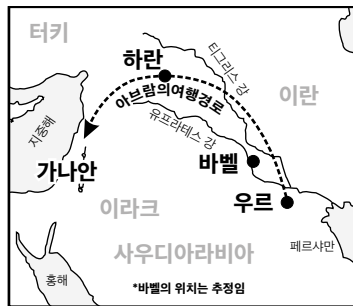 터키
하란
티그리스 강
이란
아브람의여행경로
지중해
유프라테스 강
바벨
가나안
우르
이라크
페르샤만
사우디아라비아
홍해
*바벨의 위치는 추정임